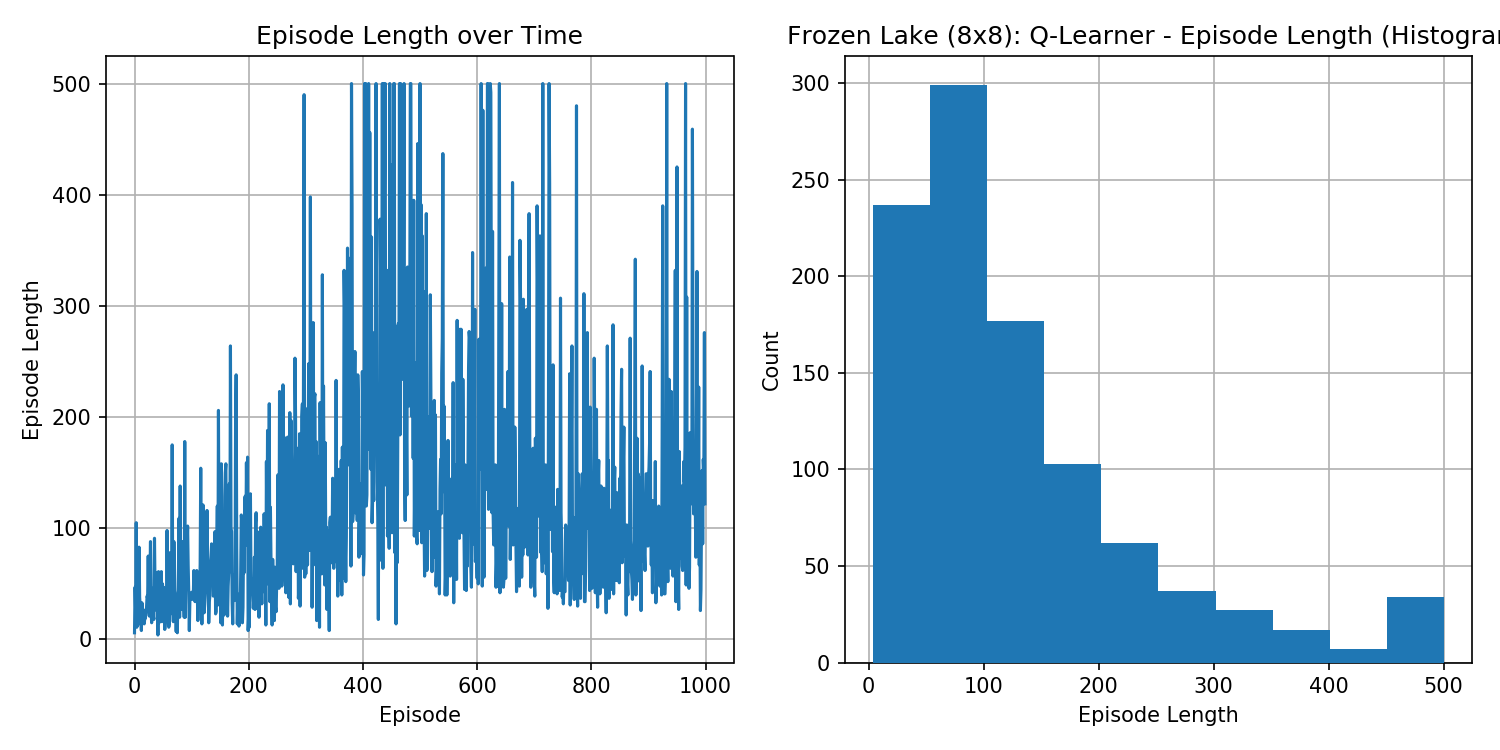 Episode Length over Time
500
400
300
200
100
0
Episode Length
0 200 400 600 800 1000
Episode
Frozen Lake (8x8): Q-Learner - Episode Length (Histogra
300
250
200
150
100
50
0
Count
0 100 200 300 400 500
Episode Length